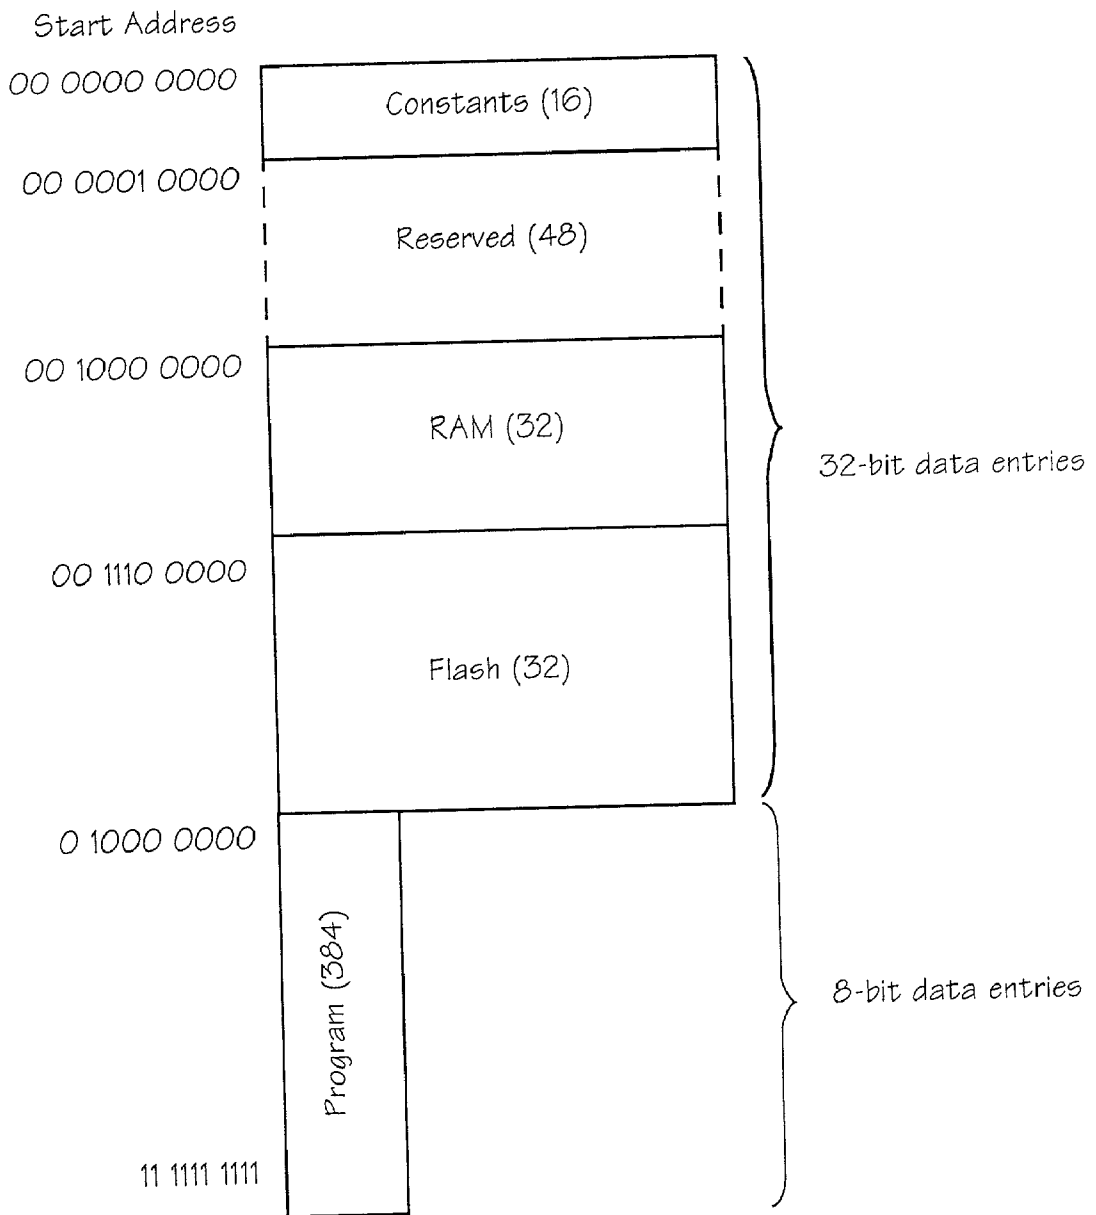 Start Address
00 0000 0000
Constants (16)
00 0001 0000
Reserved (48)
00 1000 0000
RAM (32)
32-bit data entries
00 1110 0000
Flash (32)
0 1000 0000
Program (384)
8-bit data entries
11 1111 1111